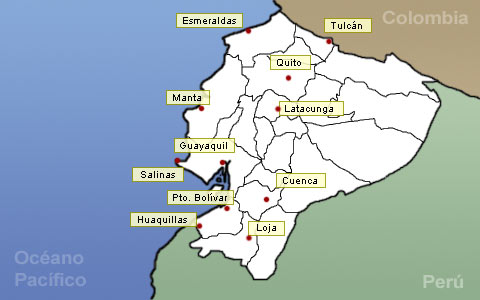 Colombia
Esmeraldas
Tulcán
Quito
Manta
Latacunga
Guayaquil
Salinas
Cuenca
Pto. Bolívar
Huaquillas
Loja
Océano
Pacífico
Perú